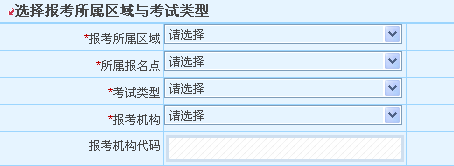 选择报考所属区域与考试类型
*报考所属区域 请选择
*所属报名点 请选择
*考试类型 请选择
*报考机构 请选择
报考机构代码